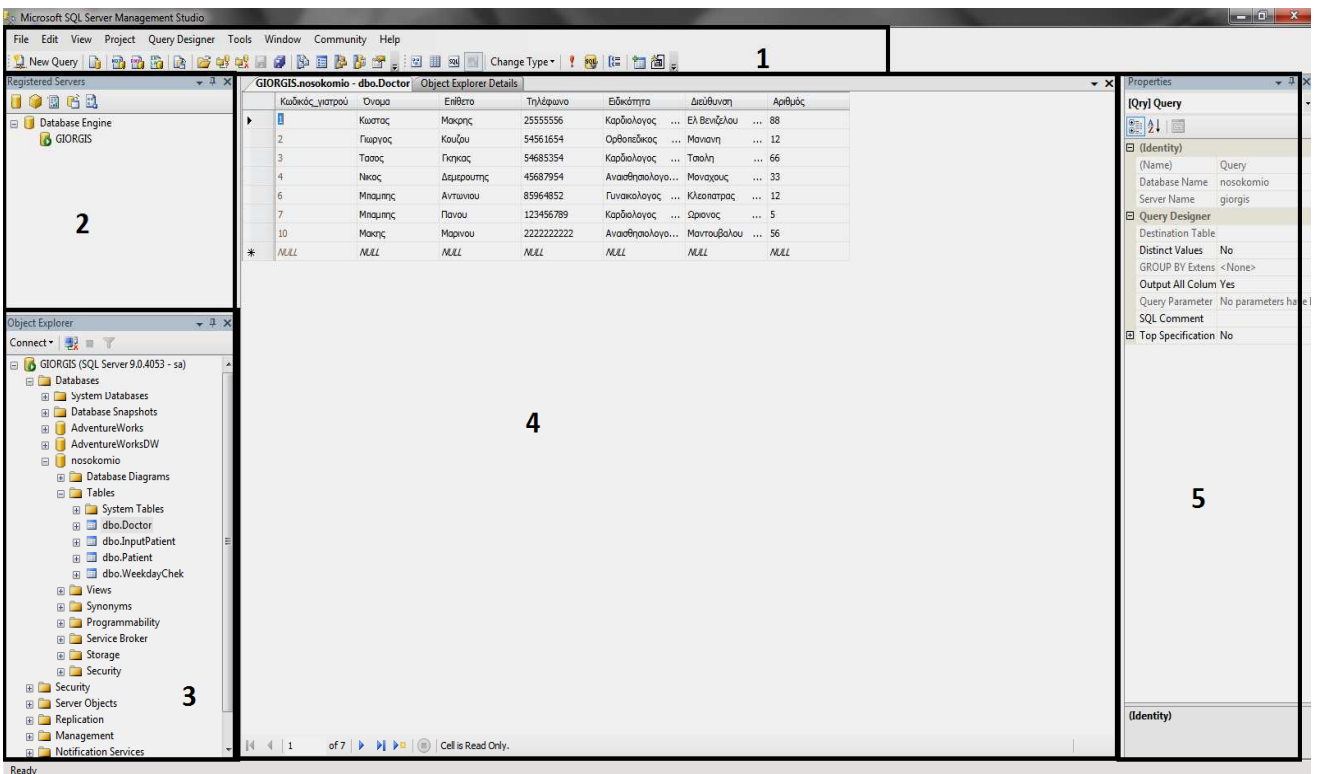 Microsoft SQL Server Management Studio
File Edit View Project Query Designer Tools Window Community Help
New Query Change Type
1
Registered Servers
Database Engine
GIORGIS
2
Object Explorer
Connect
GIORGIS (SQL Server 9.0.4053 - sa)
Databases
System Databases
Database Snapshots
AdventureWorks
AdventureWorksDW
nosokomio
Database Diagrams
Tables
System Tables
dbo.Doctor
dbo.InputPatient
dbo.Patient
dbo.WeekdayChek
Views
Synonyms
Programmability
Service Broker
Storage
Security
Security
Server Objects
Replication
Management
Notification Services
3
GIORGIS.nosokomio - dbo.Doctor Object Explorer Details
Κωδικός_γιατρού Όνομα Επίθετο Τηλέφωνο Ειδικότητα Διεύθυνση Αριθμός
1 Κωστας Μακρης 25555556 Καρδιολογος ... Ελ Βενιζελου ... 88
2 Γιωργος Κουζου 54561654 Ορθοπεδικος ... Μανιανη ... 12
3 Τασος Γκηκας 54685354 Καρδιολογος ... Τσιολη ... 66
4 Νικος Δεμερουτης 45687954 Αναισθησιολογο... Μοναχους ... 33
6 Μπαμπης Αντωνιου 85964852 Γυνακολογος ... Κλεοπατρας ... 12
7 Μπαμπης Πανου 123456789 Καρδιολογος ... Ωριονος ... 5
10 Μακης Μαρινου 2222222222 Αναισθησιολογο... Μαντουβαλου ... 56
NULL NULL NULL NULL NULL NULL NULL
4
1 of 7 Cell is Read Only.
Properties
[Qry] Query
(Identity)
(Name) Query
Database Name nosokomio
Server Name giorgis
Query Designer
Destination Table
Distinct Values No
GROUP BY Extens <None>
Output All Colum Yes
Query Parameter No parameters have
SQL Comment
Top Specification No
5
(Identity)
Ready